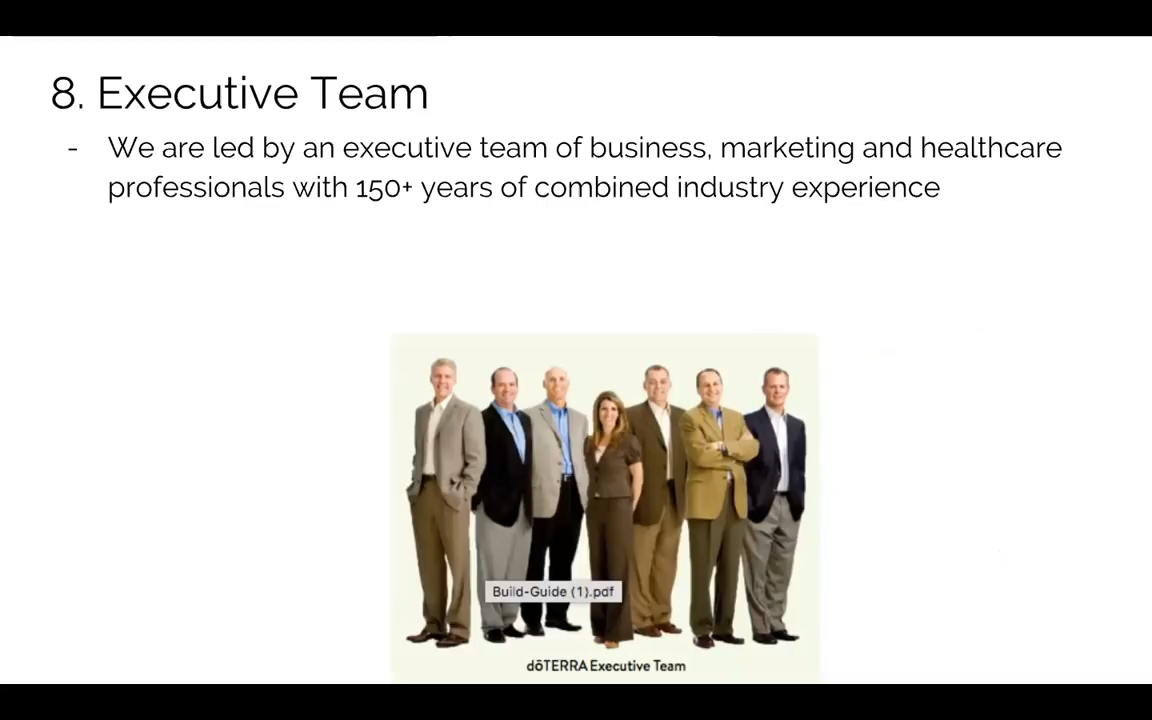 8. Executive Team
- We are led by an executive team of business, marketing and healthcare
professionals with 150+ years of combined industry experience
Build-Guide (1).pdf
dōTERRA Executive Team